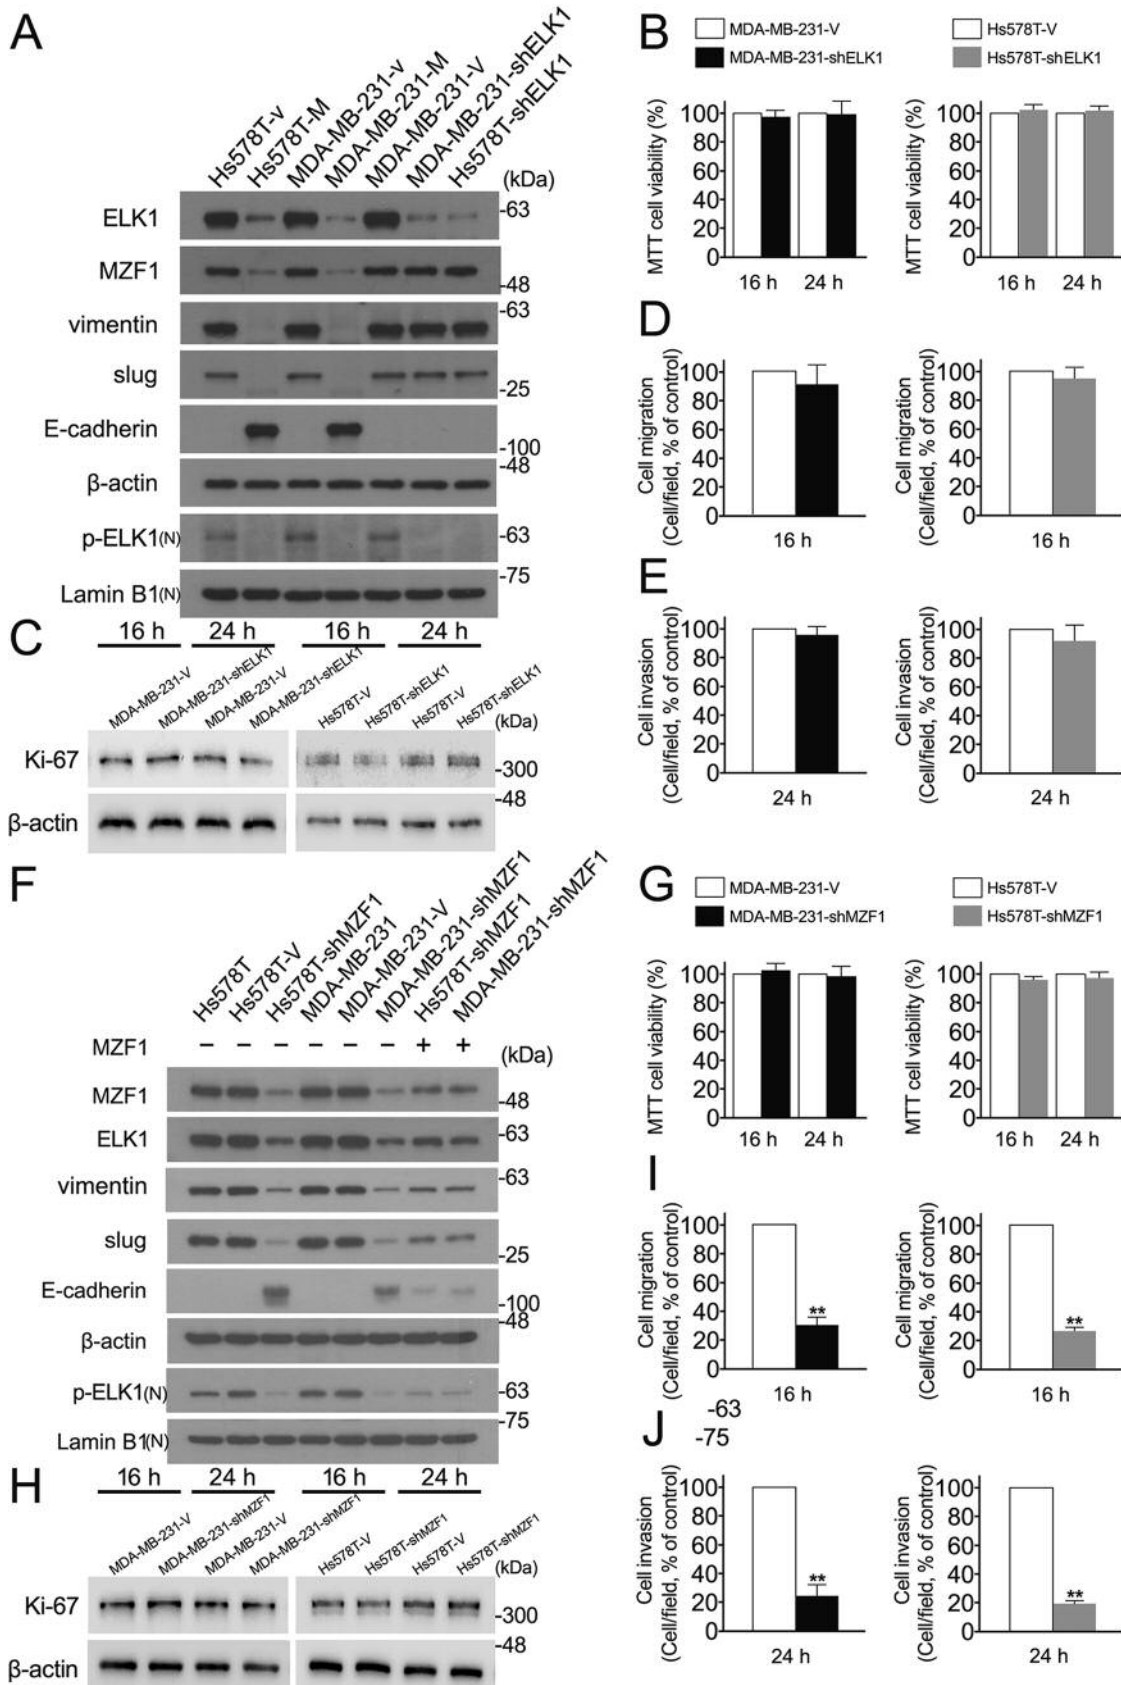 A
Hs578T-v
Hs578T-M
MDA-MB-231-v
MDA-MB-231-M
MDA-MB-231-V
MDA-MB-231-shELK1
Hs578T-shELK1
(kDa)
ELK1
-63
MZF1
-48
vimentin
-63
slug
-25
E-cadherin
-100
β-actin
-48
p-ELK1(N)
-63
Lamin B1(N)
-75
B
MDA-MB-231-V
MDA-MB-231-shELK1
Hs578T-V
Hs578T-shELK1
MTT cell viability (%)
100
80
60
40
20
0
16 h 24 h
MTT cell viability (%)
100
80
60
40
20
0
16 h 24 h
C
16 h 24 h 16 h 24 h
MDA-MB-231-V
MDA-MB-231-shELK1
MDA-MB-231-V
MDA-MB-231-shELK1
Hs578T-V
Hs578T-shELK1
Hs578T-V
Hs578T-shELK1
(kDa)
Ki-67
-300
β-actin
-48
D
Cell migration
(Cell/field, % of control)
100
80
60
40
20
0
16 h
Cell migration
(Cell/field, % of control)
100
80
60
40
20
0
16 h
E
Cell invasion
(Cell/field, % of control)
100
80
60
40
20
0
24 h
Cell invasion
(Cell/field, % of control)
100
80
60
40
20
0
24 h
F
Hs578T
Hs578T-V
Hs578T-shMZF1
MDA-MB-231
MDA-MB-231-V
MDA-MB-231-shMZF1
Hs578T-shMZF1
MDA-MB-231-shMZF1
MZF1 − − − − − − + +
(kDa)
MZF1
-48
ELK1
-63
vimentin
-63
slug
-25
E-cadherin
-100
β-actin
-48
p-ELK1(N)
-63
Lamin B1(N)
-75
G
MDA-MB-231-V
MDA-MB-231-shMZF1
Hs578T-V
Hs578T-shMZF1
MTT cell viability (%)
100
80
60
40
20
0
16 h 24 h
MTT cell viability (%)
100
80
60
40
20
0
16 h 24 h
H
16 h 24 h 16 h 24 h
MDA-MB-231-V
MDA-MB-231-shMZF1
MDA-MB-231-V
MDA-MB-231-shMZF1
Hs578T-V
Hs578T-shMZF1
Hs578T-V
Hs578T-shMZF1
(kDa)
Ki-67
-300
β-actin
-48
I
Cell migration
(Cell/field, % of control)
100
80
60
40
20
0
**
16 h
Cell migration
(Cell/field, % of control)
100
80
60
40
20
0
**
16 h
-63
-75
J
Cell invasion
(Cell/field, % of control)
100
80
60
40
20
0
**
24 h
Cell invasion
(Cell/field, % of control)
100
80
60
40
20
0
**
24 h